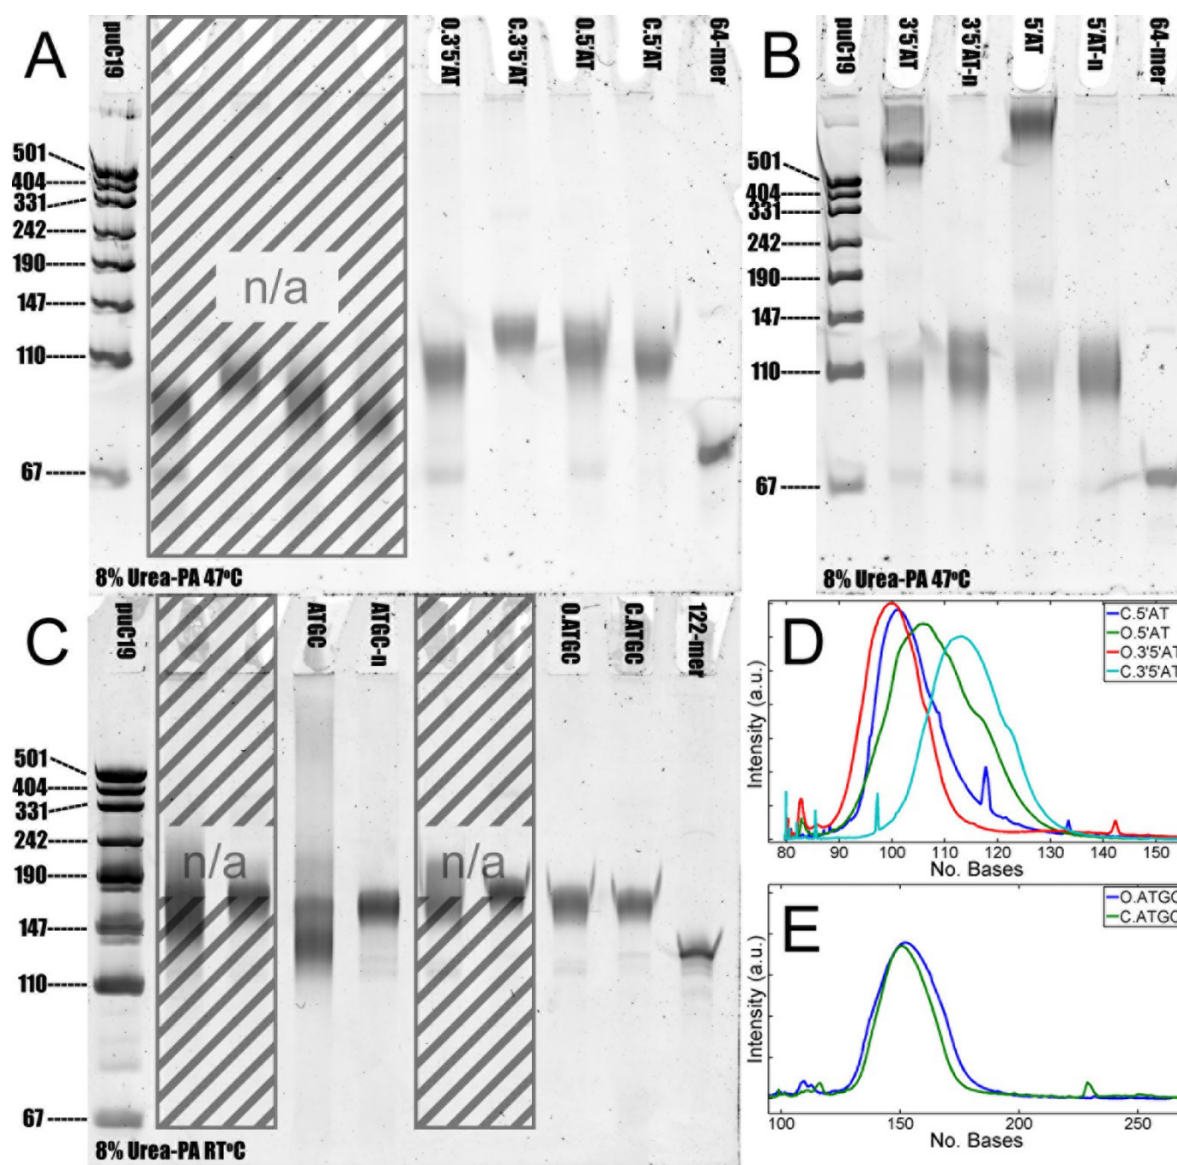 A
puC19
O.3'5'AT
C.3'5'AT
O.5'AT
C.5'AT
64-mer
501
404
331
242
190
147
110
67
n/a
8% Urea-PA 47ºC
B
puC19
3'5'AT
3'5'AT-n
5'AT
5'AT-n
64-mer
501
404
331
242
190
147
110
67
8% Urea-PA 47ºC
C
puC19
ATGC
ATGC-n
O.ATGC
C.ATGC
122-mer
501
404
331
242
190
147
110
67
n/a
n/a
8% Urea-PA RTºC
D
C.5'AT
O.5'AT
O.3'5'AT
C.3'5'AT
Intensity (a.u.)
80 90 100 110 120 130 140 150
No. Bases
E
O.ATGC
C.ATGC
Intensity (a.u.)
100 150 200 250
No. Bases